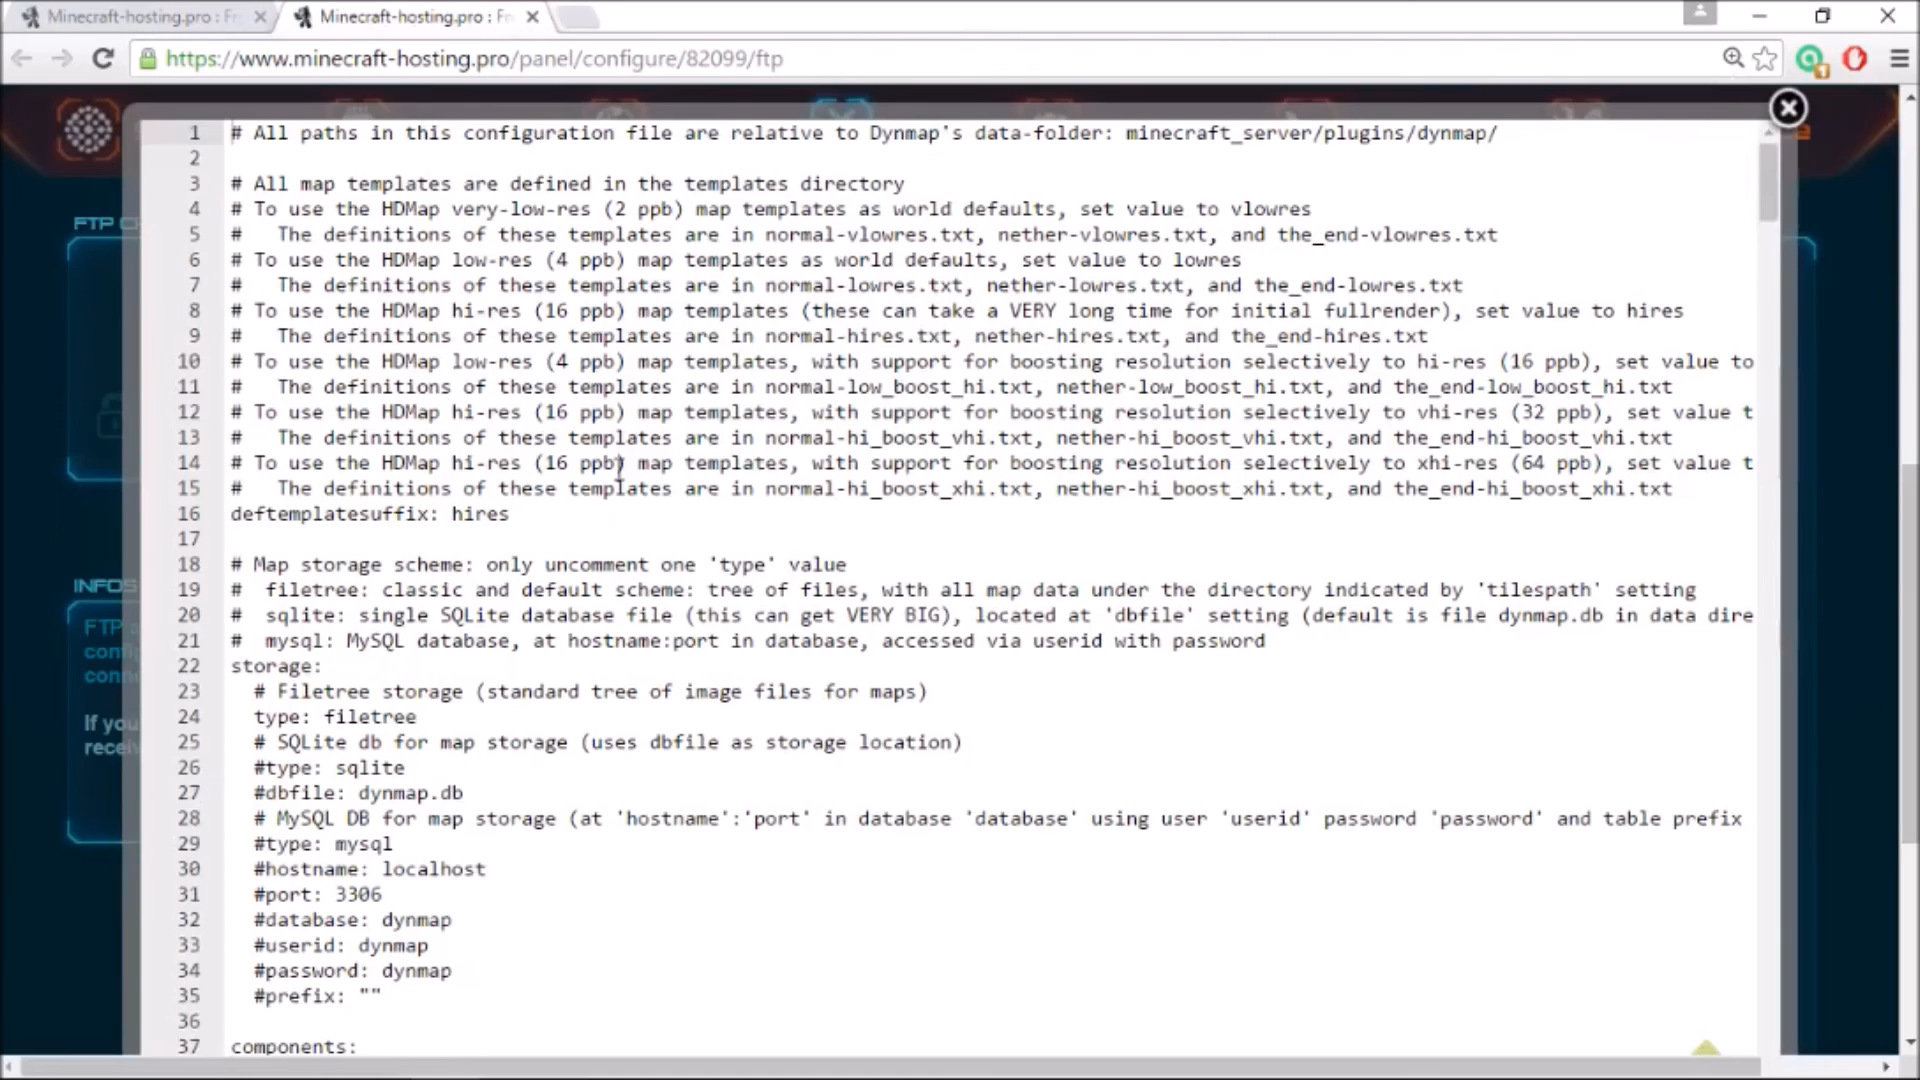 Minecraft-hosting.pro : Fr
Minecraft-hosting.pro : Fr
https://www.minecraft-hosting.pro/panel/configure/82099/ftp
FTP C
INFOS
FTP a
confi
conne
If you
recei
1 # All paths in this configuration file are relative to Dynmap's data-folder: minecraft_server/plugins/dynmap/
2
3 # All map templates are defined in the templates directory
4 # To use the HDMap very-low-res (2 ppb) map templates as world defaults, set value to vlowres
5 #   The definitions of these templates are in normal-vlowres.txt, nether-vlowres.txt, and the_end-vlowres.txt
6 # To use the HDMap low-res (4 ppb) map templates as world defaults, set value to lowres
7 #   The definitions of these templates are in normal-lowres.txt, nether-lowres.txt, and the_end-lowres.txt
8 # To use the HDMap hi-res (16 ppb) map templates (these can take a VERY long time for initial fullrender), set value to hires
9 #   The definitions of these templates are in normal-hires.txt, nether-hires.txt, and the_end-hires.txt
10 # To use the HDMap low-res (4 ppb) map templates, with support for boosting resolution selectively to hi-res (16 ppb), set value to
11 #   The definitions of these templates are in normal-low_boost_hi.txt, nether-low_boost_hi.txt, and the_end-low_boost_hi.txt
12 # To use the HDMap hi-res (16 ppb) map templates, with support for boosting resolution selectively to vhi-res (32 ppb), set value t
13 #   The definitions of these templates are in normal-hi_boost_vhi.txt, nether-hi_boost_vhi.txt, and the_end-hi_boost_vhi.txt
14 # To use the HDMap hi-res (16 ppb) map templates, with support for boosting resolution selectively to xhi-res (64 ppb), set value t
15 #   The definitions of these templates are in normal-hi_boost_xhi.txt, nether-hi_boost_xhi.txt, and the_end-hi_boost_xhi.txt
16 deftemplatesuffix: hires
17
18 # Map storage scheme: only uncomment one 'type' value
19 #  filetree: classic and default scheme: tree of files, with all map data under the directory indicated by 'tilespath' setting
20 #  sqlite: single SQLite database file (this can get VERY BIG), located at 'dbfile' setting (default is file dynmap.db in data dire
21 #  mysql: MySQL database, at hostname:port in database, accessed via userid with password
22 storage:
23   # Filetree storage (standard tree of image files for maps)
24   type: filetree
25   # SQLite db for map storage (uses dbfile as storage location)
26   #type: sqlite
27   #dbfile: dynmap.db
28   # MySQL DB for map storage (at 'hostname':'port' in database 'database' using user 'userid' password 'password' and table prefix
29   #type: mysql
30   #hostname: localhost
31   #port: 3306
32   #database: dynmap
33   #userid: dynmap
34   #password: dynmap
35   #prefix: ""
36
37 components: